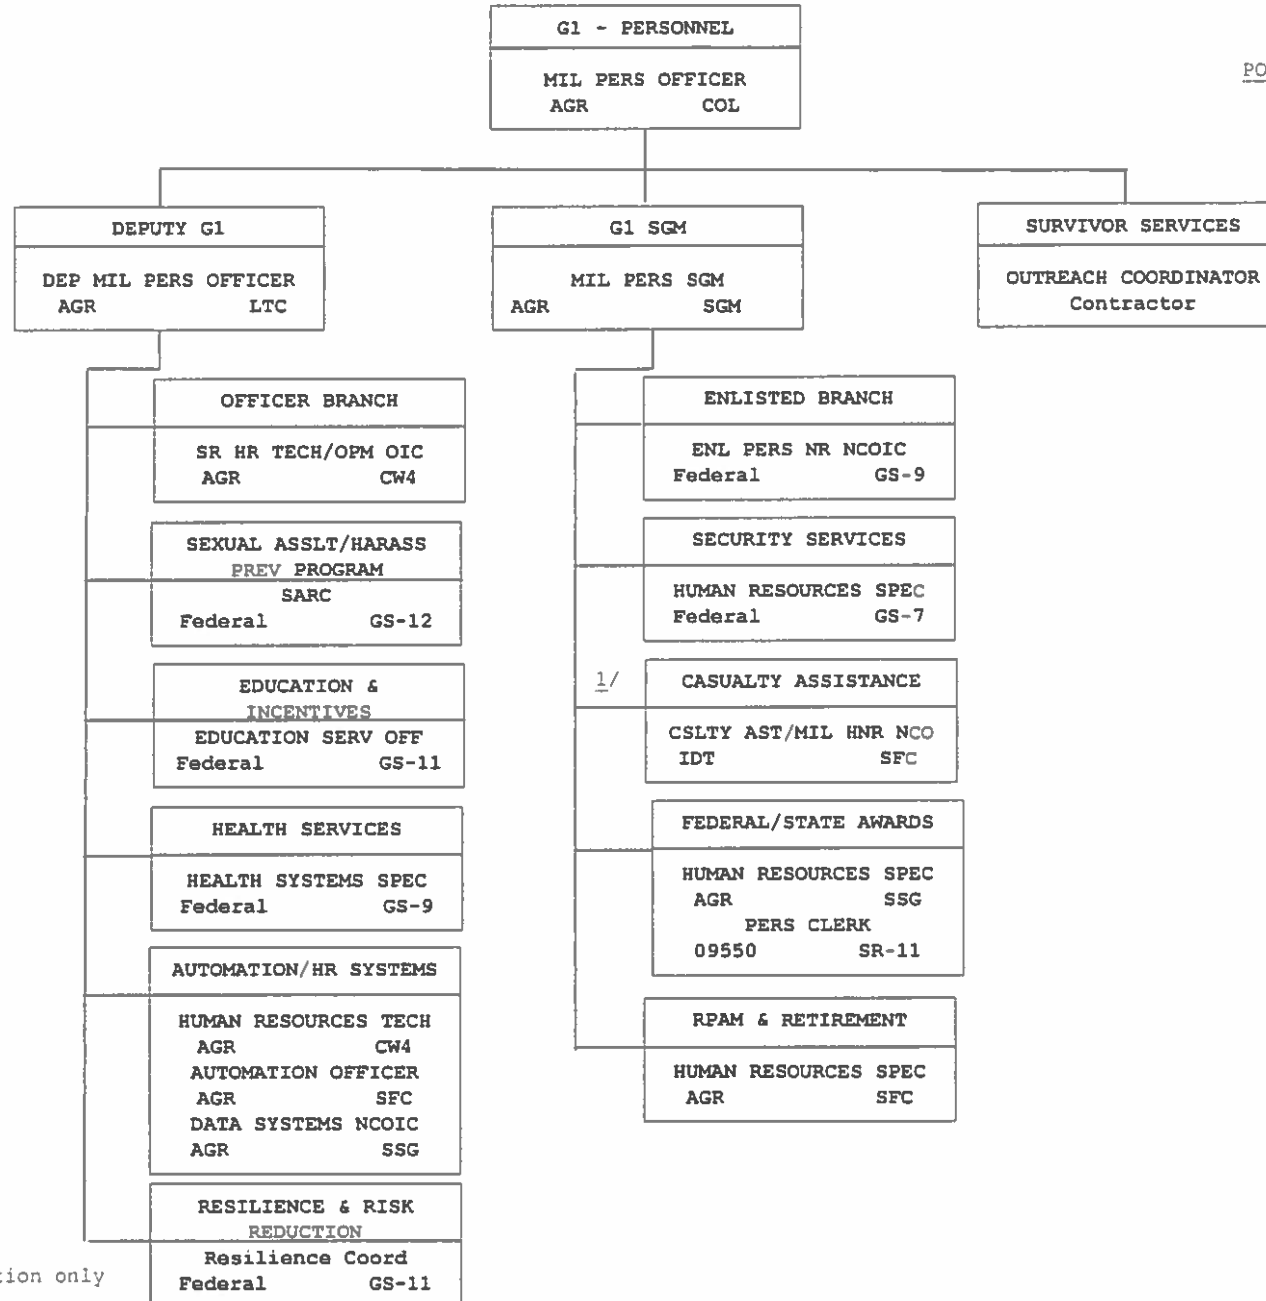 G1 - PERSONNEL
MIL PERS OFFICER
AGR COL
PO
DEPUTY G1
DEP MIL PERS OFFICER
AGR LTC
G1 SGM
MIL PERS SGM
AGR SGM
SURVIVOR SERVICES
OUTREACH COORDINATOR
Contractor
OFFICER BRANCH
SR HR TECH/OPM OIC
AGR CW4
SEXUAL ASSLT/HARASS
PREV PROGRAM
SARC
Federal GS-12
EDUCATION &
INCENTIVES
EDUCATION SERV OFF
Federal GS-11
HEALTH SERVICES
HEALTH SYSTEMS SPEC
Federal GS-9
AUTOMATION/HR SYSTEMS
HUMAN RESOURCES TECH
AGR CW4
AUTOMATION OFFICER
AGR SFC
DATA SYSTEMS NCOIC
AGR SSG
RESILIENCE & RISK
REDUCTION
Resilience Coord
Federal GS-11
ENLISTED BRANCH
ENL PERS NR NCOIC
Federal GS-9
SECURITY SERVICES
HUMAN RESOURCES SPEC
Federal GS-7
1/
CASUALTY ASSISTANCE
CSLTY AST/MIL HNR NCO
IDT SFC
FEDERAL/STATE AWARDS
HUMAN RESOURCES SPEC
AGR SSG
PERS CLERK
09550 SR-11
RPAM & RETIREMENT
HUMAN RESOURCES SPEC
AGR SFC
tion only